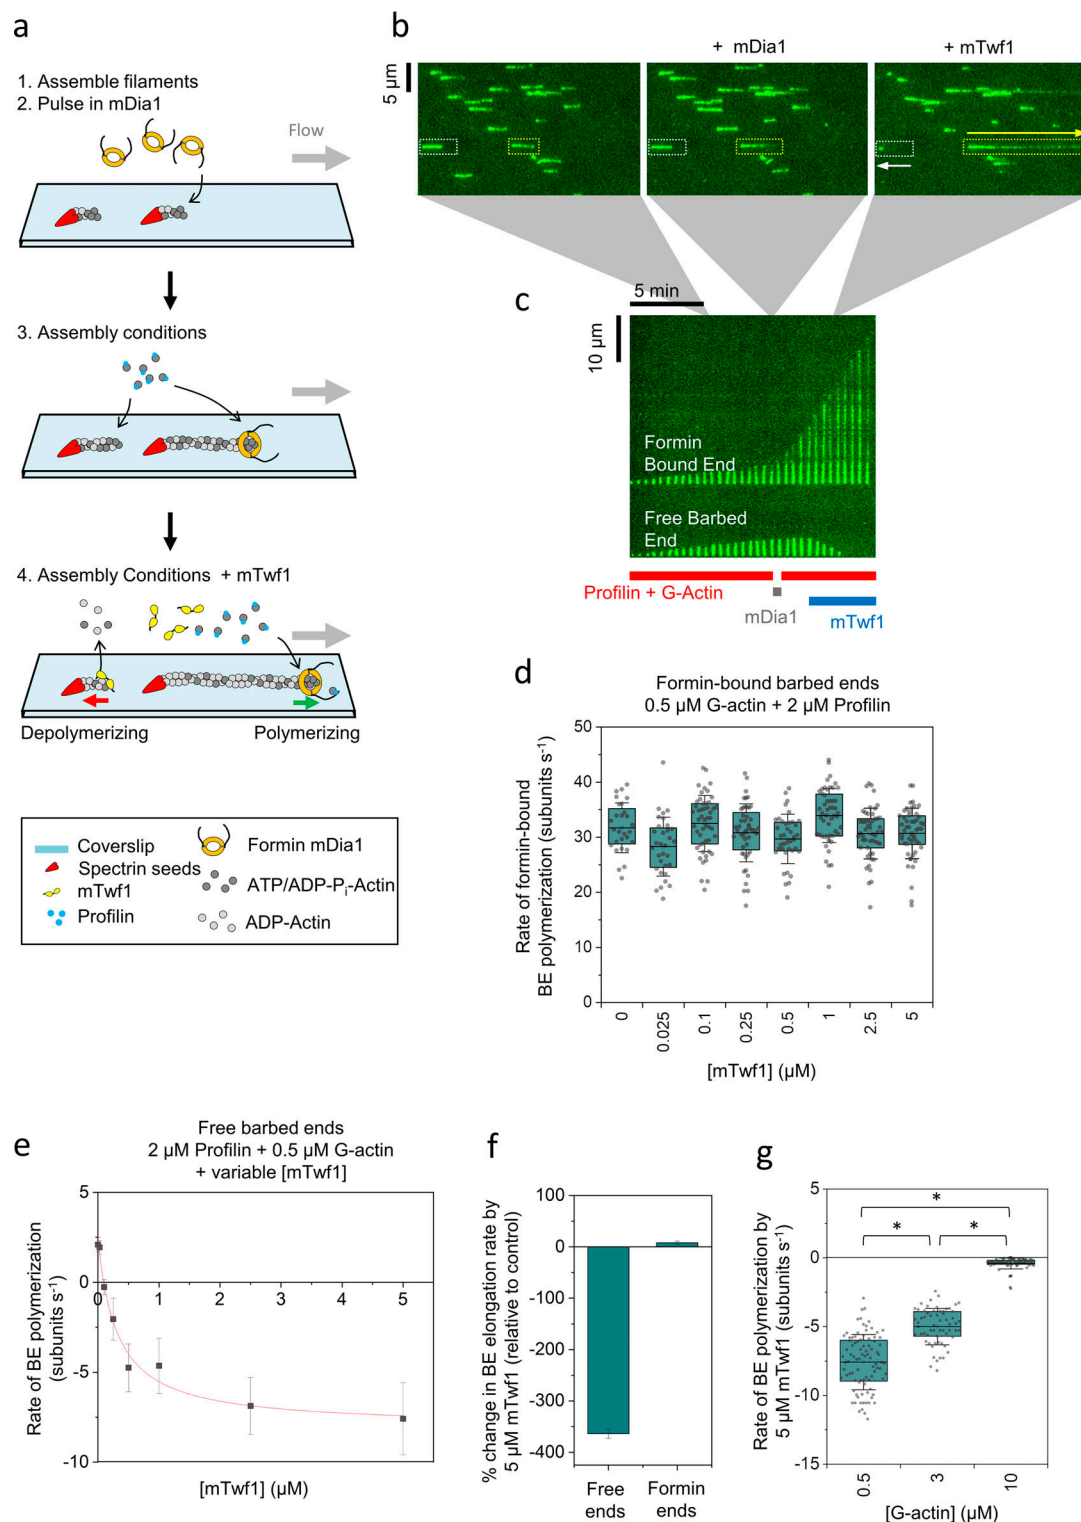 a
1. Assemble filaments
2. Pulse in mDia1
Flow
3. Assembly conditions
4. Assembly Conditions + mTwf1
Depolymerizing
Polymerizing
Coverslip
Spectrin seeds
mTwf1
Profilin
Formin mDia1
ATP/ADP-Pi-Actin
ADP-Actin
b
+ mDia1
+ mTwf1
5 µm
c
5 min
10 µm
Formin
Bound End
Free Barbed
End
Profilin + G-Actin
mDia1
mTwf1
d
Formin-bound barbed ends
0.5 µM G-actin + 2 µM Profilin
Rate of formin-bound
BE polymerization (subunits s⁻¹)
50
40
30
20
10
0
0
0.025
0.1
0.25
0.5
1
2.5
5
[mTwf1] (µM)
e
Free barbed ends
2 µM Profilin + 0.5 µM G-actin
+ variable [mTwf1]
Rate of BE polymerization
(subunits s⁻¹)
5
0
-5
-10
0
1
2
3
4
5
[mTwf1] (µM)
f
% change in BE elongation rate by
5 µM mTwf1 (relative to control)
100
0
-100
-200
-300
-400
Free
ends
Formin
ends
g
Rate of BE polymerization by
5 µM mTwf1 (subunits s⁻¹)
5
0
-5
-10
-15
*
*
*
0.5
3
10
[G-actin] (µM)